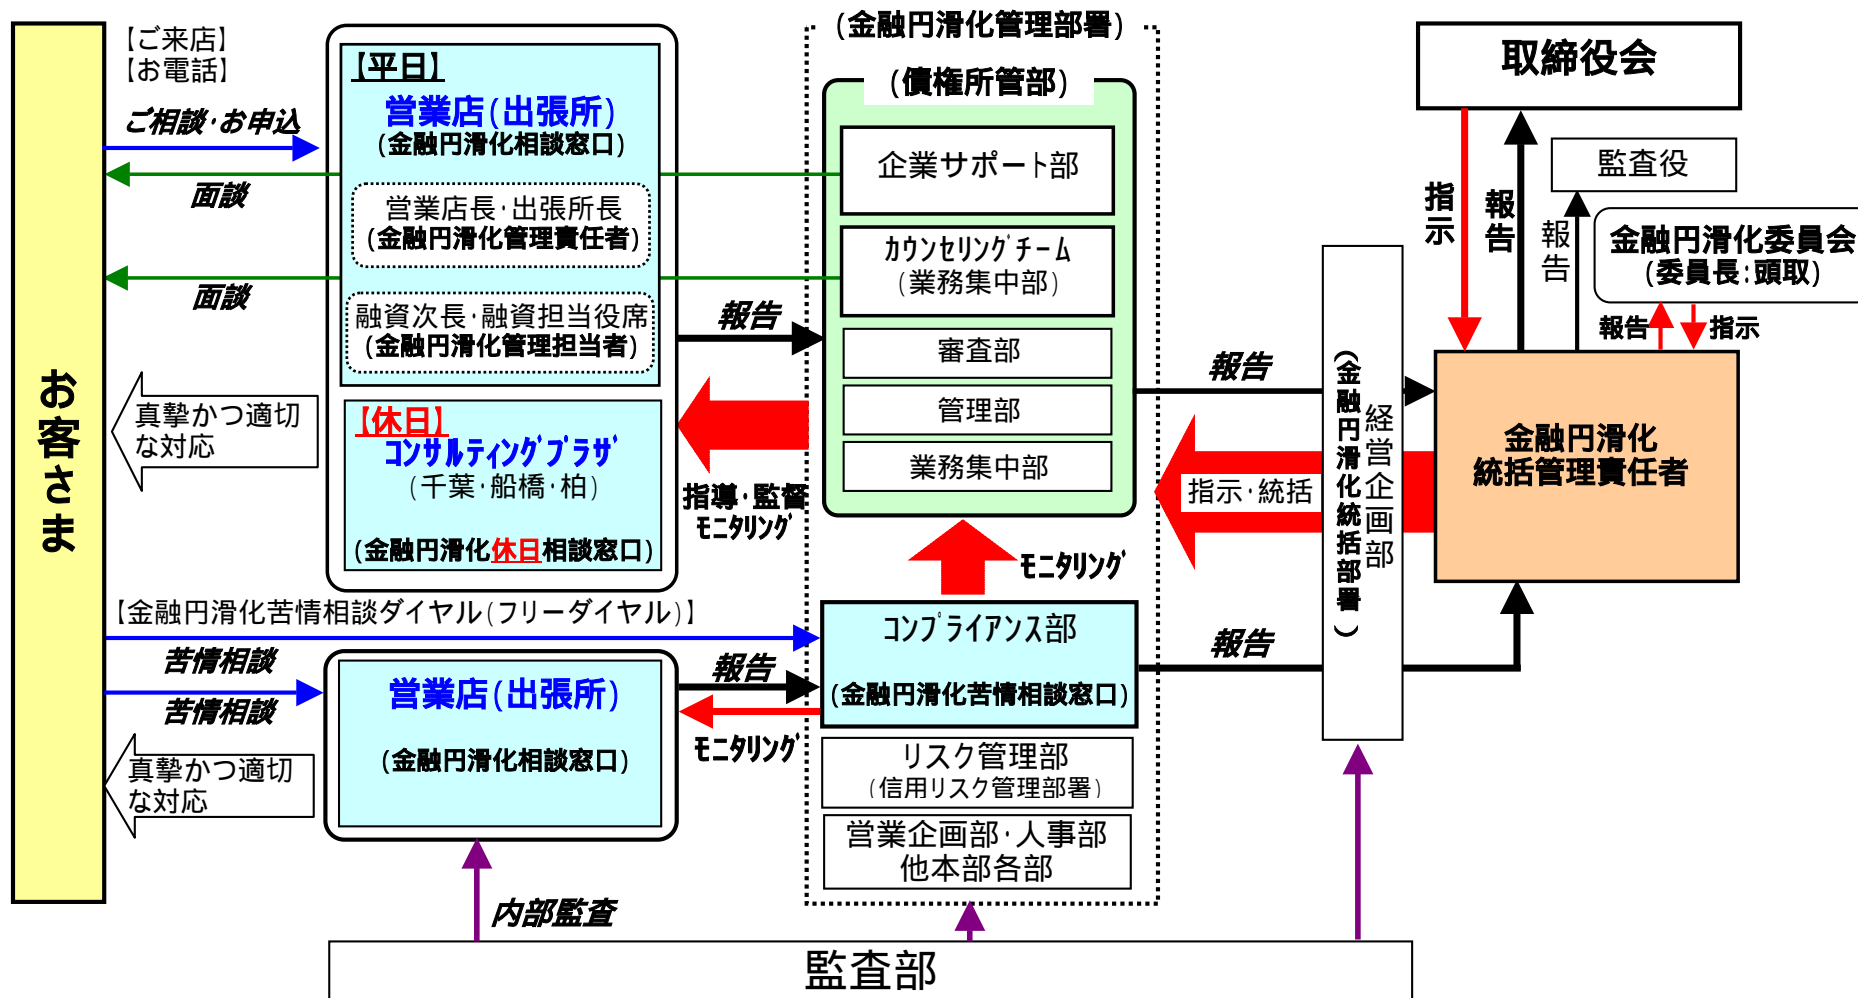 お客さま
【ご来店】
【お電話】
ご相談・お申込
面談
面談
真摯かつ適切
な対応
【平日】
営業店(出張所)
(金融円滑化相談窓口)
営業店長・出張所長
(金融円滑化管理責任者)
融資次長・融資担当役席
(金融円滑化管理担当者)
【休日】
コンサルティングプラザ
(千葉・船橋・柏)
(金融円滑化休日相談窓口)
報告
指導・監督
モニタリング
(金融円滑化管理部署)
(債権所管部)
企業サポート部
カウンセリングチーム
(業務集中部)
審査部
管理部
業務集中部
モニタリング
【金融円滑化苦情相談ダイヤル(フリーダイヤル)】
苦情相談
苦情相談
真摯かつ適切
な対応
営業店(出張所)
(金融円滑化相談窓口)
報告
モニタリング
コンプライアンス部
(金融円滑化苦情相談窓口)
リスク管理部
(信用リスク管理部署)
営業企画部・人事部
他本部各部
報告
指示・統括
報告
経営企画部
(金融円滑化統括部署)
取締役会
指示
報告
報告
監査役
金融円滑化委員会
(委員長:頭取)
報告
指示
金融円滑化
統括管理責任者
内部監査
監査部